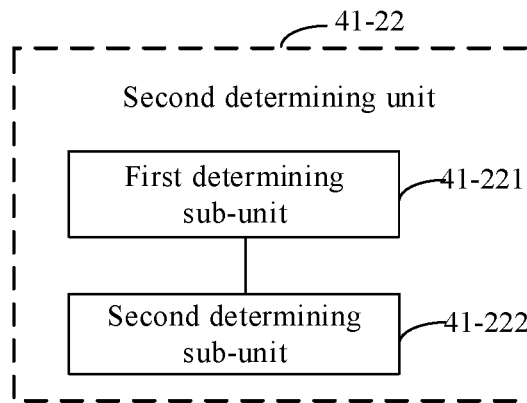 41-22
Second determining unit
First determining
sub-unit
41-221
Second determining
sub-unit
41-222